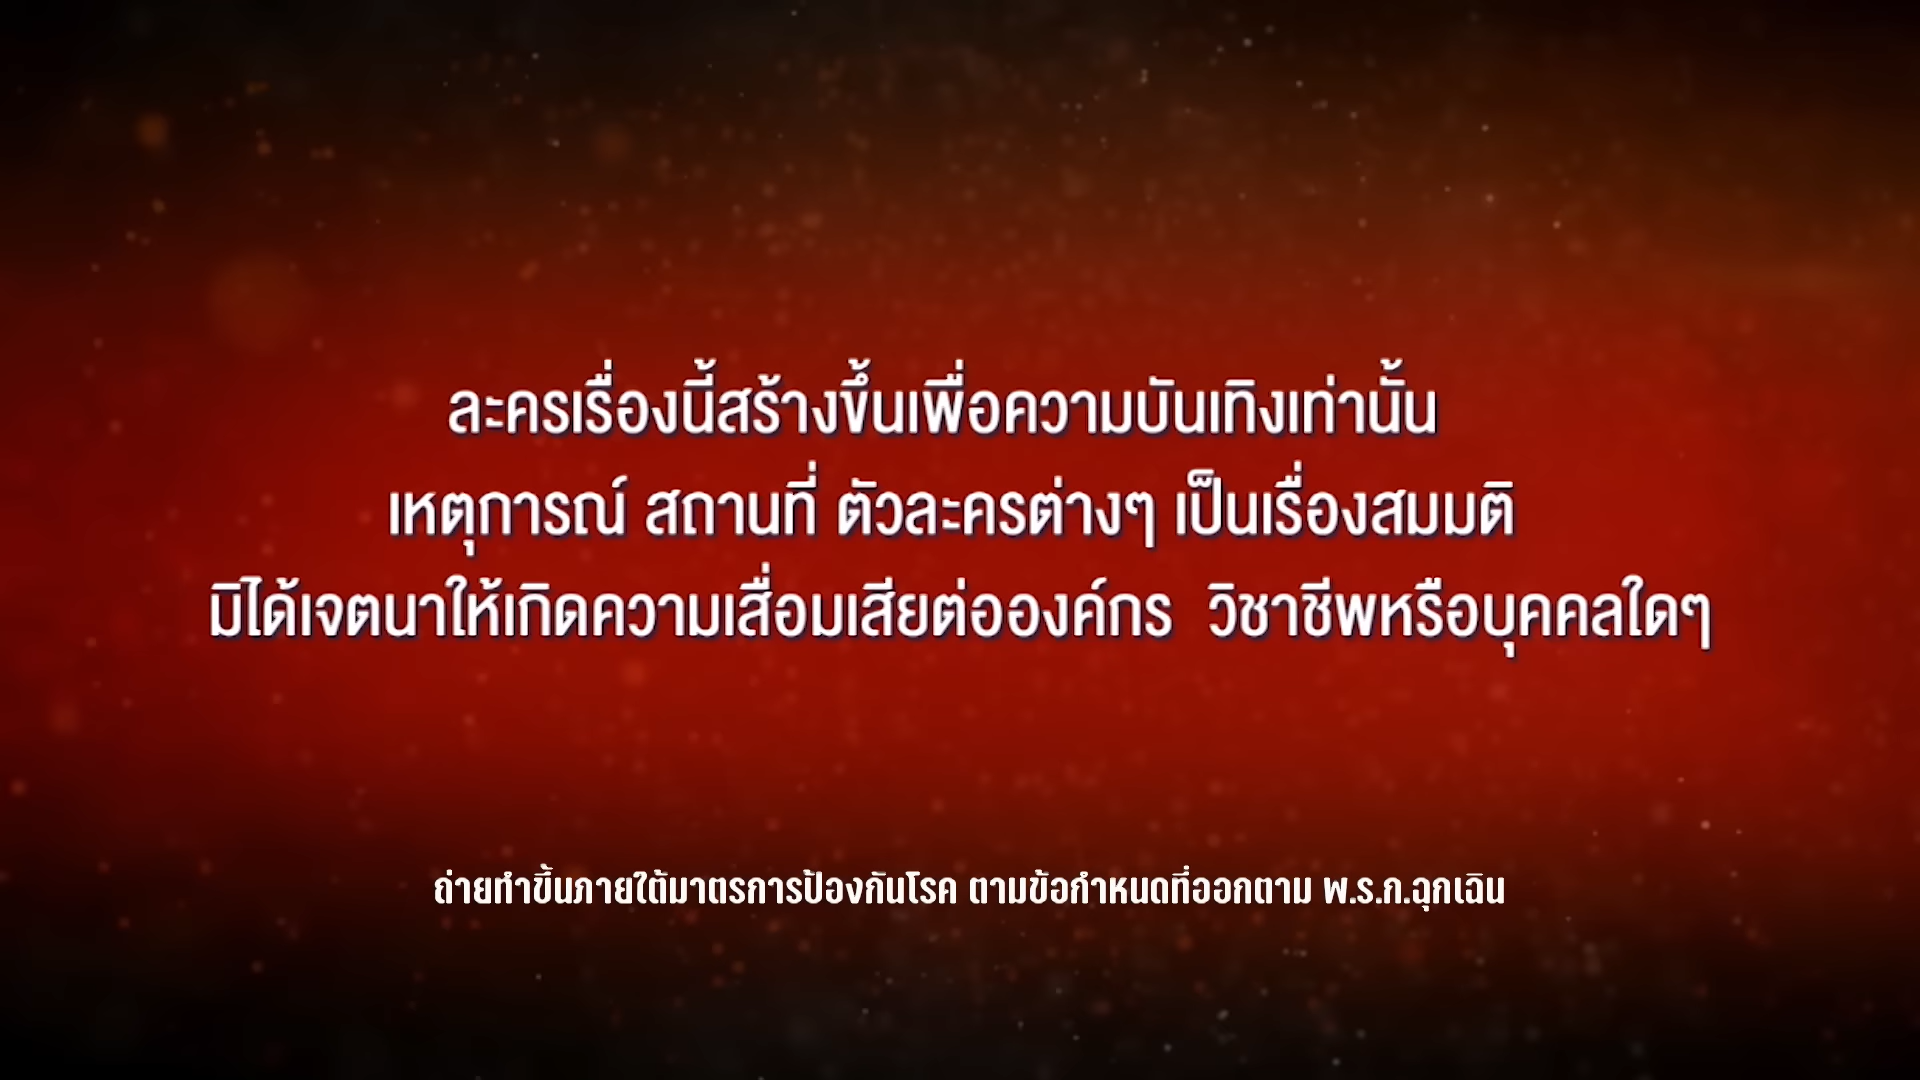 ละครเรื่องนี้สร้างขึ้นเพื่อความบันเทิงเท่านั้น
เหตุการณ์ สถานที่ ตัวละครต่างๆ เป็นเรื่องสมมติ
มิได้เจตนาให้เกิดความเสื่อมเสียต่อองค์กร  วิชาชีพหรือบุคคลใดๆ
ถ่ายทำขึ้นภายใต้มาตรการป้องกันโรค ตามข้อกำหนดที่ออกตาม พ.ร.ก.ฉุกเฉิน